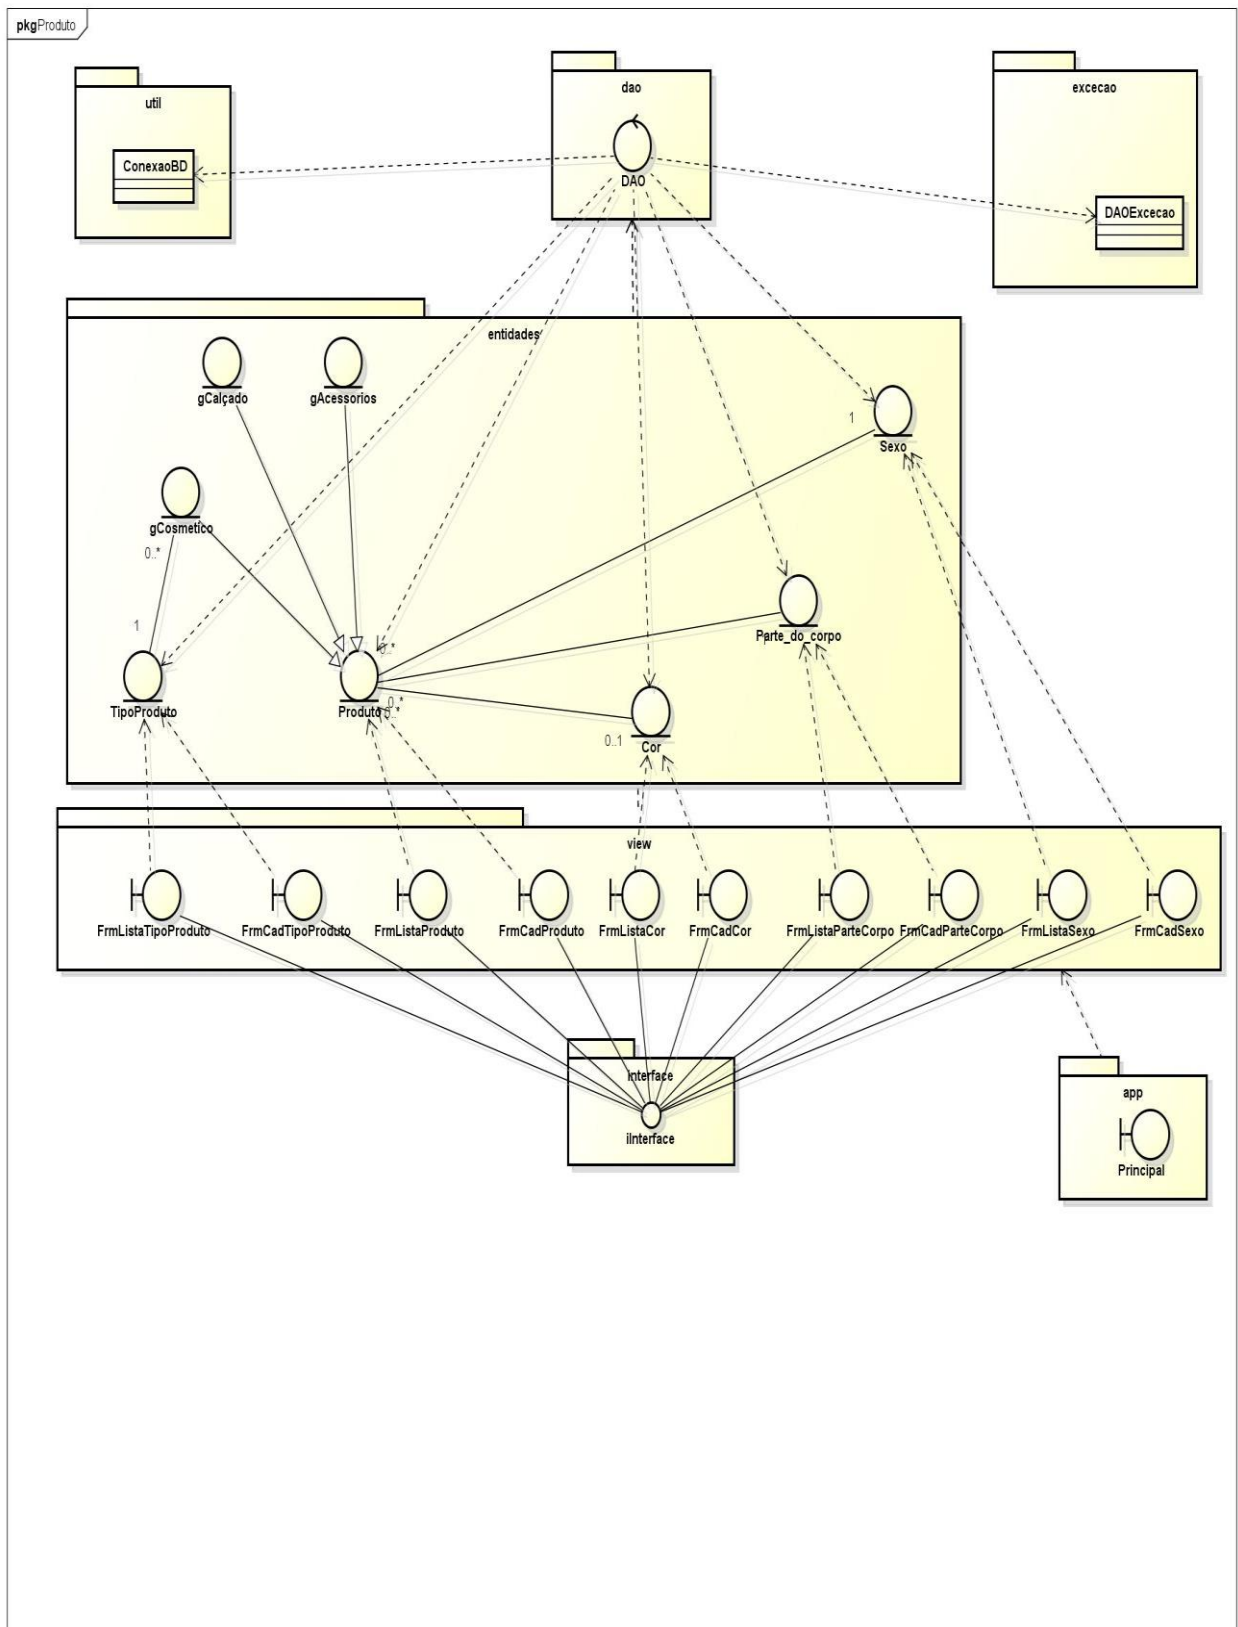 pkg Produto
util
dao
excecao
ConexaoBD
DAO
DAOExcecao
entidades
gCalçado
gAcessorios
1
Sexo
gCosmetico
0..*
1
Parte_do_corpo
0..*
TipoProduto
Produto
0..*
0..*
0..1
Cor
view
FrmListaTipoProduto
FrmCadTipoProduto
FrmListaProduto
FrmCadProduto
FrmListaCor
FrmCadCor
FrmListaParteCorpo
FrmCadParteCorpo
FrmListaSexo
FrmCadSexo
interface
iInterface
app
Principal